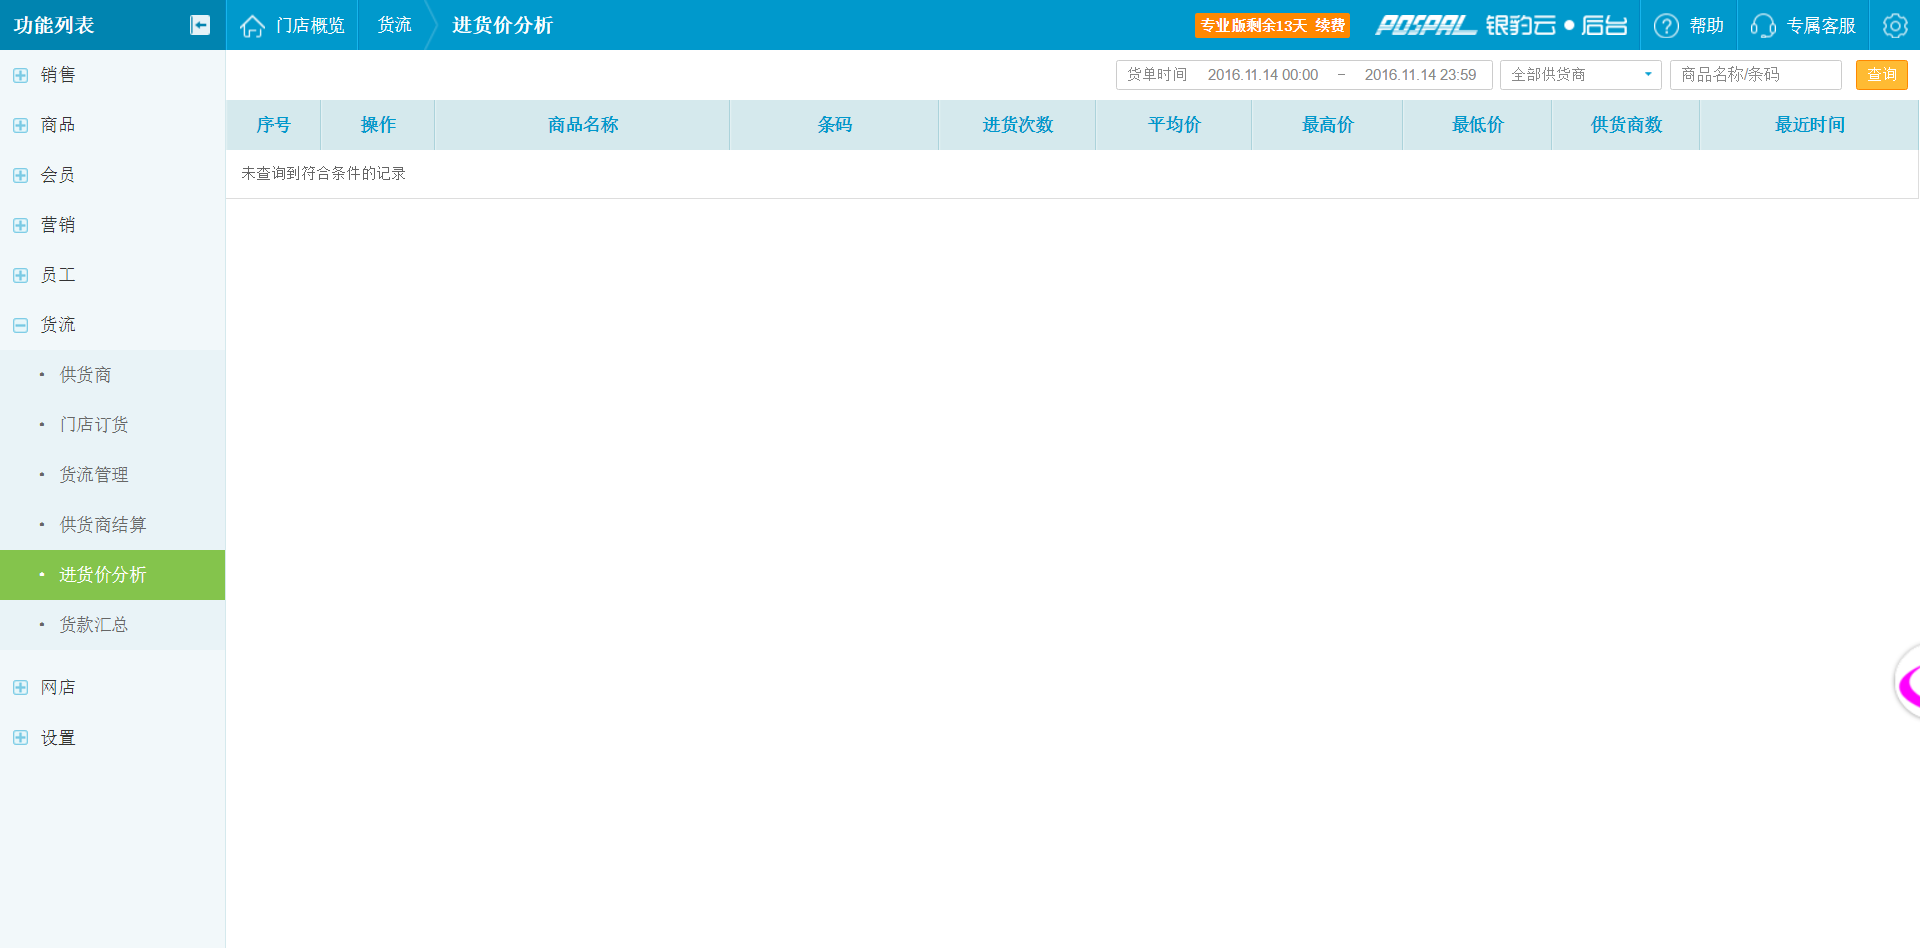 功能列表
门店概览
货流
进货价分析
专业版剩余13天 续费
POSPAL 银豹云●后台
帮助
专属客服
货单时间 2016.11.14 00:00 － 2016.11.14 23:59
全部供货商
商品名称/条码
查询
序号 操作 商品名称 条码 进货次数 平均价 最高价 最低价 供货商数 最近时间
未查询到符合条件的记录
销售
商品
会员
营销
员工
货流
供货商
门店订货
货流管理
供货商结算
进货价分析
货款汇总
网店
设置